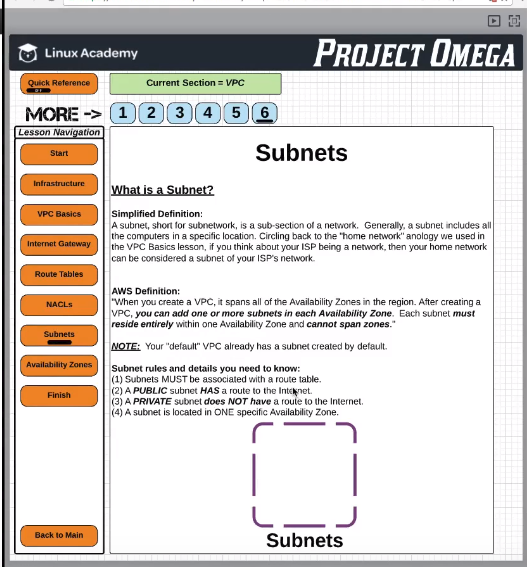 Linux Academy
PROJECT OMEGA
Quick Reference
Current Section = VPC
MORE -> 1 2 3 4 5 6
Lesson Navigation
Start
Infrastructure
VPC Basics
Internet Gateway
Route Tables
NACLs
Subnets
Availability Zones
Finish
Back to Main
Subnets
What is a Subnet?
Simplified Definition:
A subnet, short for subnetwork, is a sub-section of a network. Generally, a subnet includes all
the computers in a specific location. Circling back to the "home network" anology we used in
the VPC Basics lesson, if you think about your ISP being a network, then your home network
can be considered a subnet of your ISP's network.
AWS Definition:
"When you create a VPC, it spans all of the Availability Zones in the region. After creating a
VPC, you can add one or more subnets in each Availability Zone. Each subnet must
reside entirely within one Availability Zone and cannot span zones."
NOTE: Your "default" VPC already has a subnet created by default.
Subnet rules and details you need to know:
(1) Subnets MUST be associated with a route table.
(2) A PUBLIC subnet HAS a route to the Internet.
(3) A PRIVATE subnet does NOT have a route to the Internet.
(4) A subnet is located in ONE specific Availability Zone.
Subnets